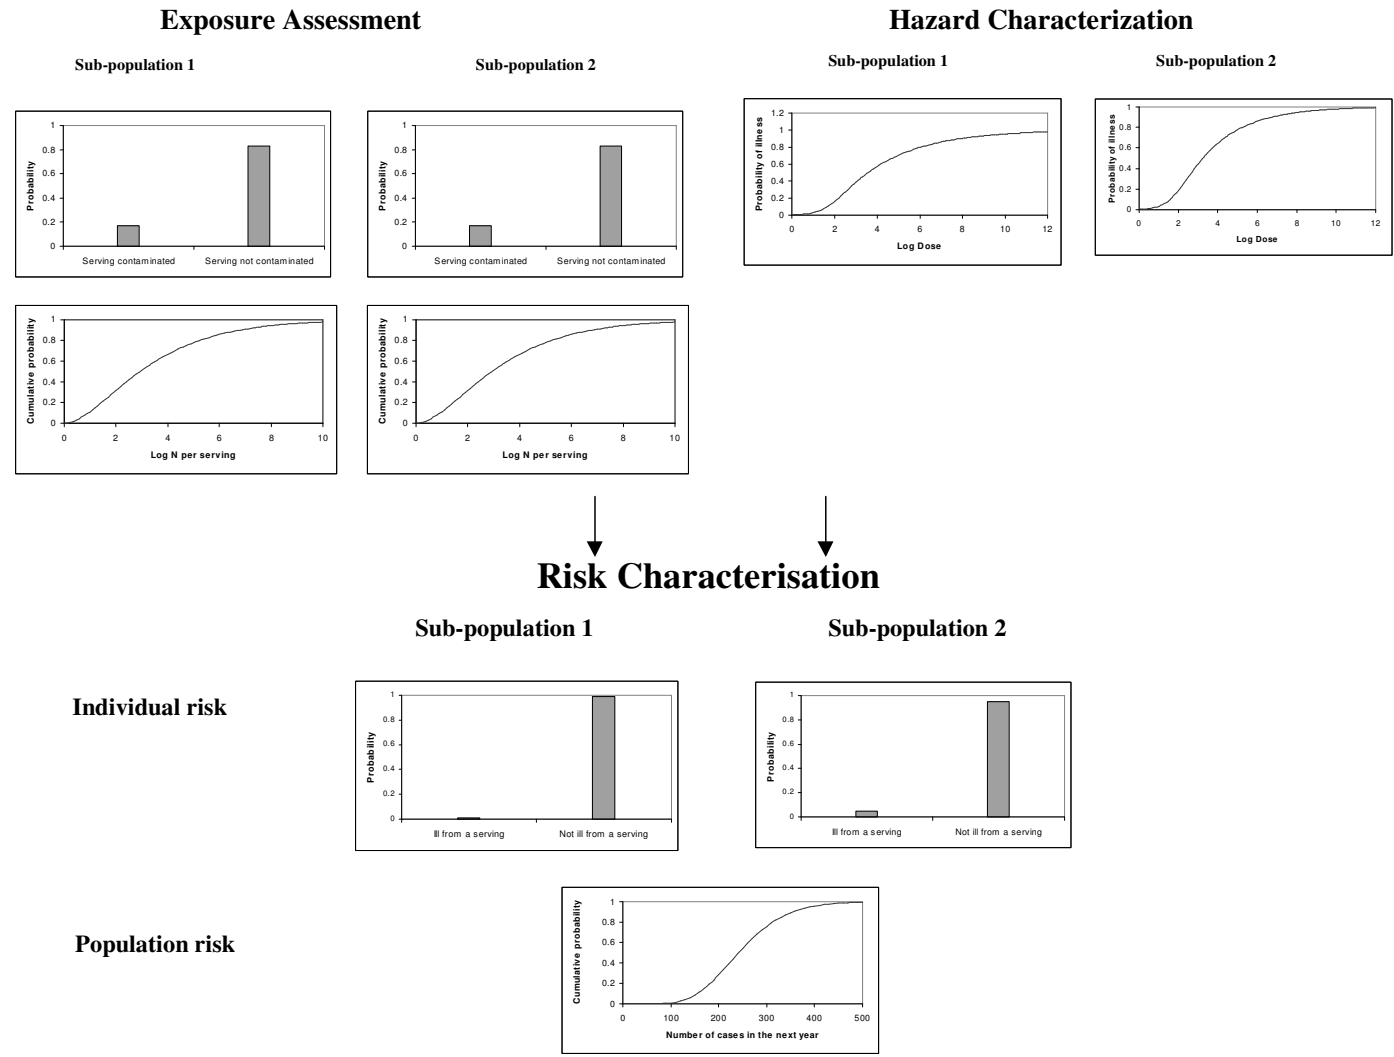 Exposure Assessment
Hazard Characterization
Sub-population 1
Sub-population 2
Sub-population 1
Sub-population 2
Probability
1
0.8
0.6
0.4
0.2
0
Serving contaminated Serving not contaminated
Probability
1
0.8
0.6
0.4
0.2
0
Serving contaminated Serving not contaminated
Probability of illness
1.2
1
0.8
0.6
0.4
0.2
0
0 2 4 6 8 10 12
Log Dose
Probability of illness
1
0.8
0.6
0.4
0.2
0
0 2 4 6 8 10 12
Log Dose
Cumulative probability
1
0.8
0.6
0.4
0.2
0
0 2 4 6 8 10
Log N per serving
Cumulative probability
1
0.8
0.6
0.4
0.2
0
0 2 4 6 8 10
Log N per serving
Risk Characterisation
Sub-population 1
Sub-population 2
Individual risk
Probability
1
0.8
0.6
0.4
0.2
0
Ill from a serving Not ill from a serving
Probability
1
0.8
0.6
0.4
0.2
0
Ill from a serving Not ill from a serving
Population risk
Cumulative probability
1
0.8
0.6
0.4
0.2
0
0 100 200 300 400 500
Number of cases in the next year